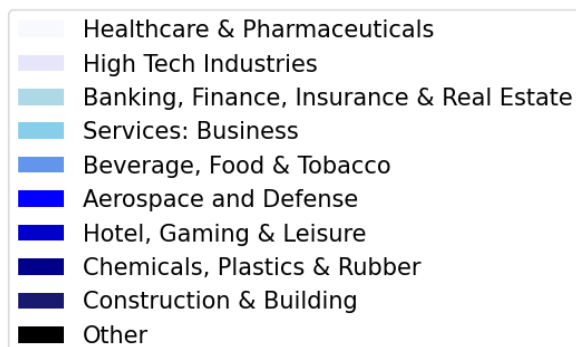 Healthcare & Pharmaceuticals
High Tech Industries
Banking, Finance, Insurance & Real Estate
Services: Business
Beverage, Food & Tobacco
Aerospace and Defense
Hotel, Gaming & Leisure
Chemicals, Plastics & Rubber
Construction & Building
Other